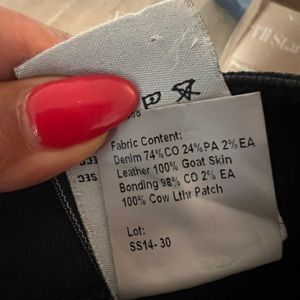 P
Fabric Content:
Denim 74%CO 24%PA 2%EA
Leather 100% Goat Skin
Bonding 98% CO 2% EA
100% Cow Lthr Patch
Lot:
SS14-30